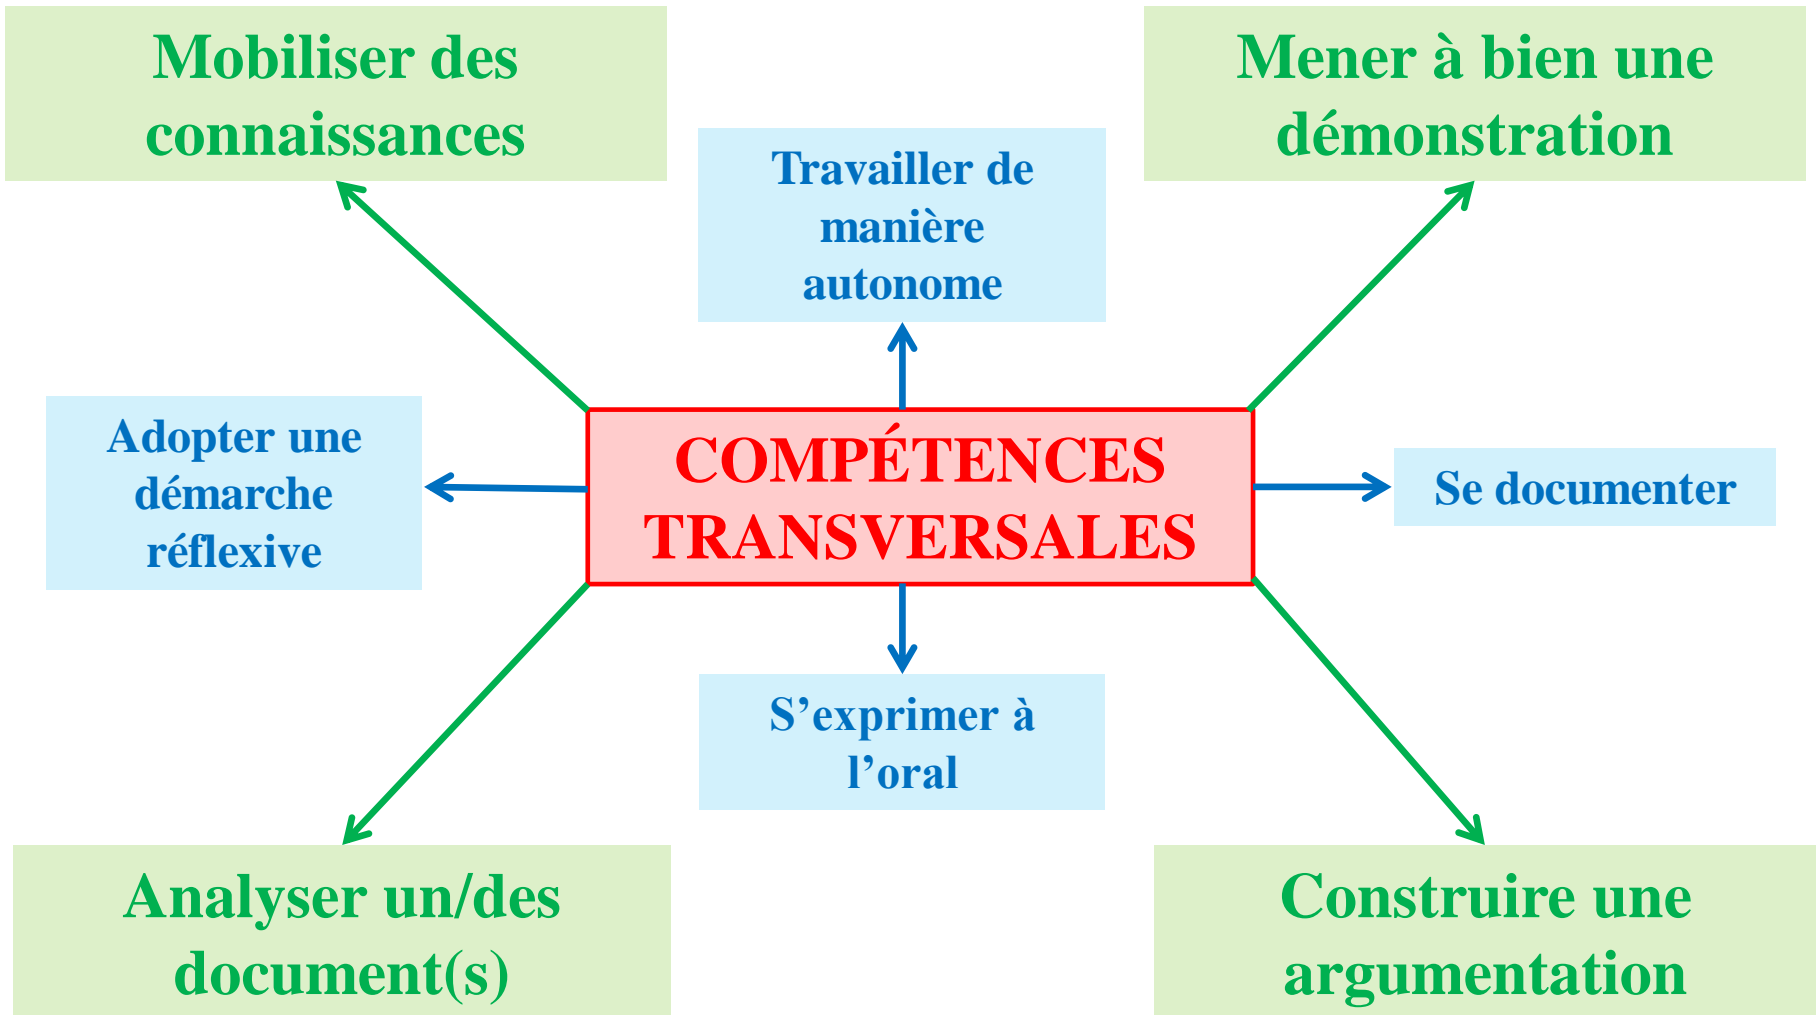 Mobiliser des
connaissances
Mener à bien une
démonstration
Travailler de
manière
autonome
Adopter une
démarche
réflexive
COMPÉTENCES
TRANSVERSALES
Se documenter
S’exprimer à
l’oral
Analyser un/des
document(s)
Construire une
argumentation